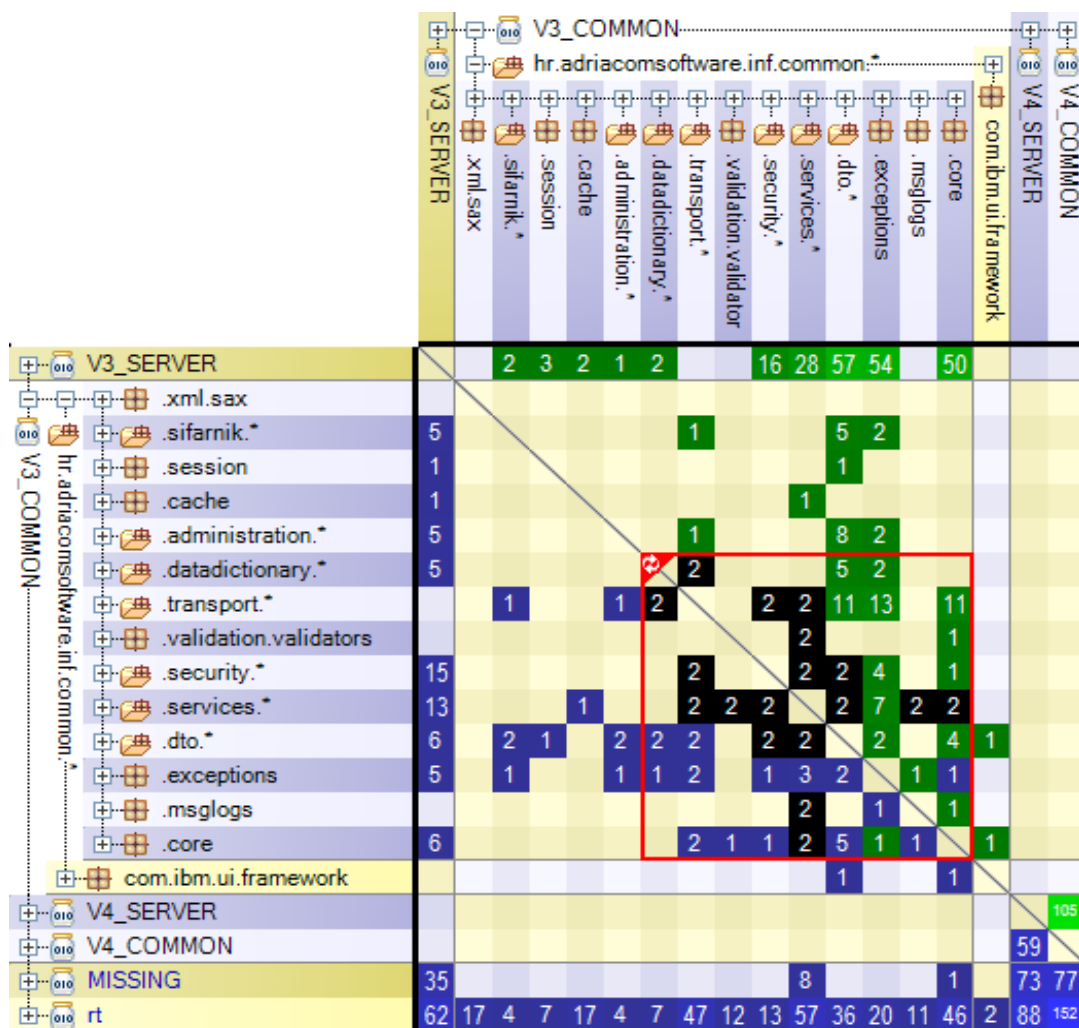 V3_COMMON
hr.adriacomsoftware.inf.common.*
V3_SERVER
.xml.sax
.sifarnik.*
.session
.cache
.administration.*
.datadictionary.*
.transport.*
.validation.validator
.security.*
.services.*
.dto.*
.exceptions
.msglogs
.core
com.ibm.ui.framework
V4_SERVER
V4_COMMON
V3_SERVER 2 3 2 1 2 16 28 57 54 50
V3_COMMON
hr.adriacomsoftware.inf.common.*
.xml.sax
.sifarnik.* 5 1 5 2
.session 1 1
.cache 1 1
.administration.* 5 1 8 2
.datadictionary.* 5 2 5 2
.transport.* 1 1 2 2 2 11 13 11
.validation.validators 2 1
.security.* 15 2 2 2 4 1
.services.* 13 1 2 2 2 2 7 2 2
.dto.* 6 2 1 2 2 2 2 2 2 4 1
.exceptions 5 1 1 1 2 1 3 2 1 1
.msglogs 2 1 1
.core 6 2 1 1 2 5 1 1 1
com.ibm.ui.framework 1 1
V4_SERVER 105
V4_COMMON 59
MISSING 35 8 1 73 77
rt 62 17 4 7 17 4 7 47 12 13 57 36 20 11 46 2 88 152